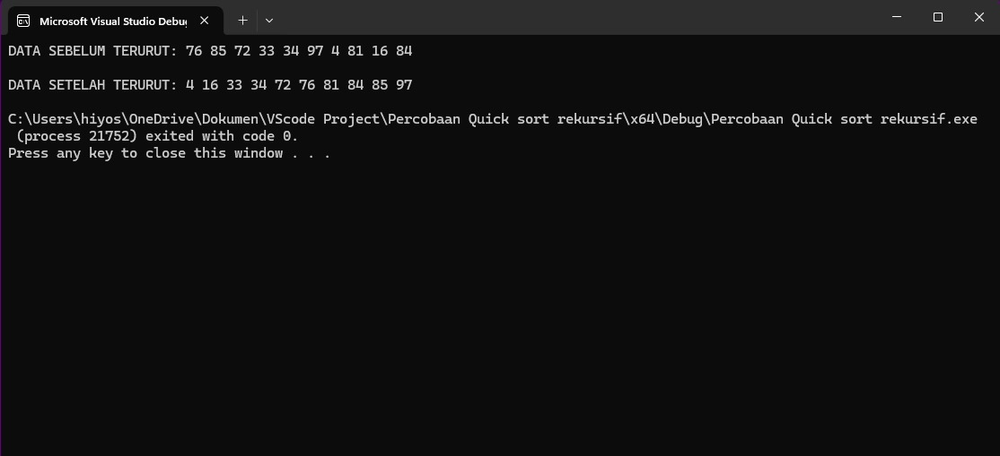 Microsoft Visual Studio Debu
DATA SEBELUM TERURUT: 76 85 72 33 34 97 4 81 16 84
DATA SETELAH TERURUT: 4 16 33 34 72 76 81 84 85 97
C:\Users\hiyos\OneDrive\Dokumen\VScode Project\Percobaan Quick sort rekursif\x64\Debug\Percobaan Quick sort rekursif.exe
 (process 21752) exited with code 0.
Press any key to close this window . . .